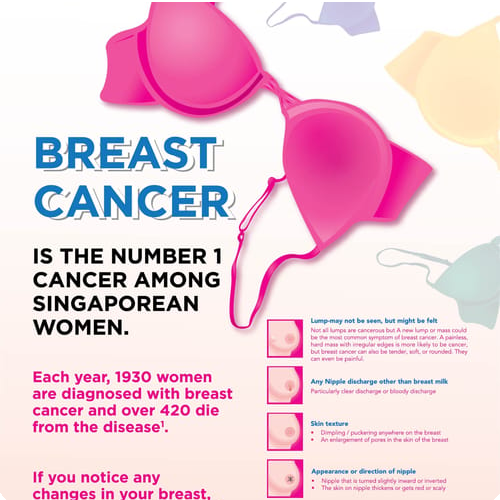 BREAST
CANCER
IS THE NUMBER 1
CANCER AMONG
SINGAPOREAN
WOMEN.
Each year, 1930 women
are diagnosed with breast
cancer and over 420 die
from the disease¹.
If you notice any
changes in your breast,
Lump-may not be seen, but might be felt
Not all lumps are cancerous but A new lump or mass could
be the most common symptom of breast cancer. A painless,
hard mass with irregular edges is more likely to be cancer,
but breast cancer can also be tender, soft, or rounded. They
can even be painful.
Any Nipple discharge other than breast milk
Particularly clear discharge or bloody discharge
Skin texture
• Dimpling / puckering anywhere on the breast
• An enlargement of pores in the skin of the breast
Appearance or direction of nipple
• Nipple that is turned slightly inward or inverted
• The skin on nipple thickens or gets red or scaly